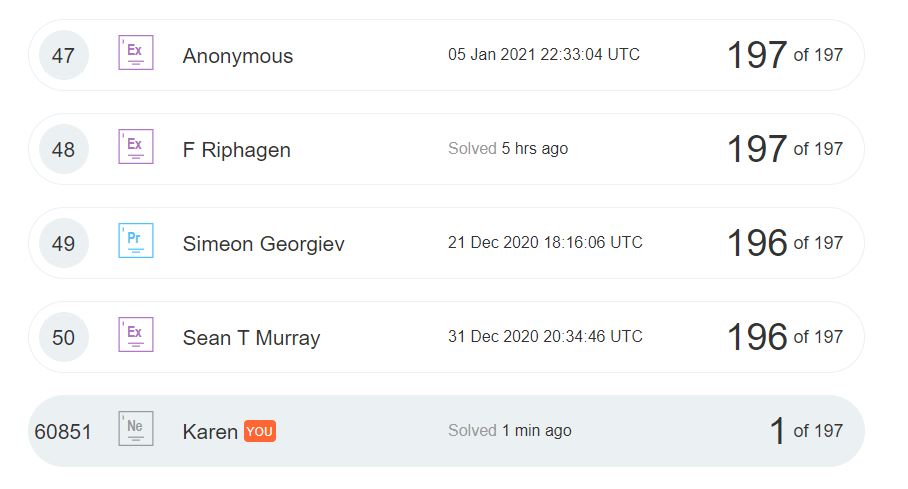 47 Ex Anonymous 05 Jan 2021 22:33:04 UTC 197 of 197
48 Ex F Riphagen Solved 5 hrs ago 197 of 197
49 Pr Simeon Georgiev 21 Dec 2020 18:16:06 UTC 196 of 197
50 Ex Sean T Murray 31 Dec 2020 20:34:46 UTC 196 of 197
60851 Ne Karen YOU Solved 1 min ago 1 of 197